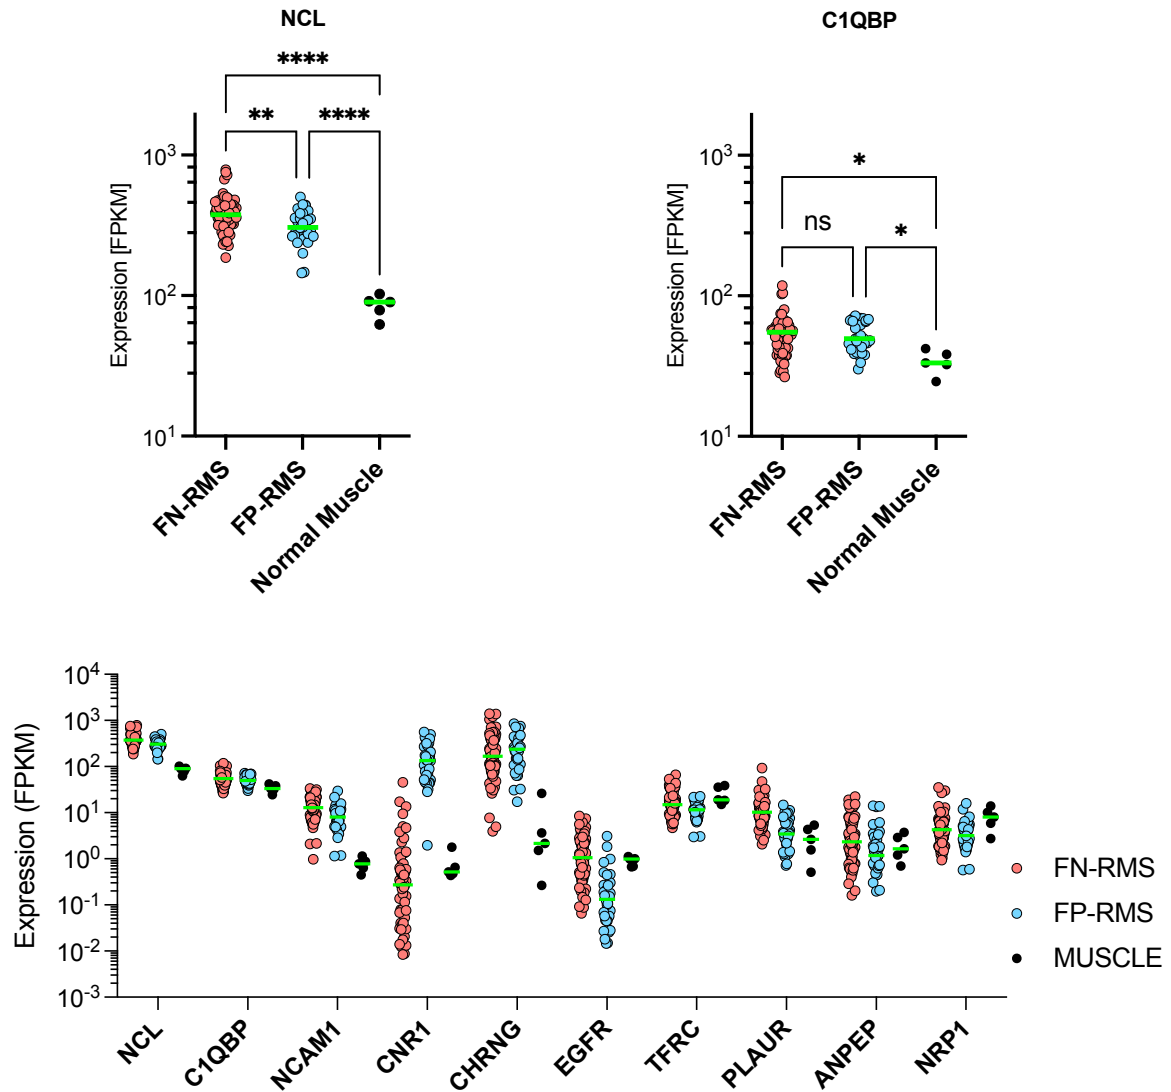 NCL
****
** ****
Expression [FPKM]
10³
10²
10¹
FN-RMS
FP-RMS
Normal Muscle
C1QBP
*
ns *
Expression [FPKM]
10³
10²
10¹
FN-RMS
FP-RMS
Normal Muscle
Expression (FPKM)
10⁴
10³
10²
10¹
10⁰
10⁻¹
10⁻²
10⁻³
NCL
C1QBP
NCAM1
CNR1
CHRNG
EGFR
TFRC
PLAUR
ANPEP
NRP1
FN-RMS
FP-RMS
MUSCLE